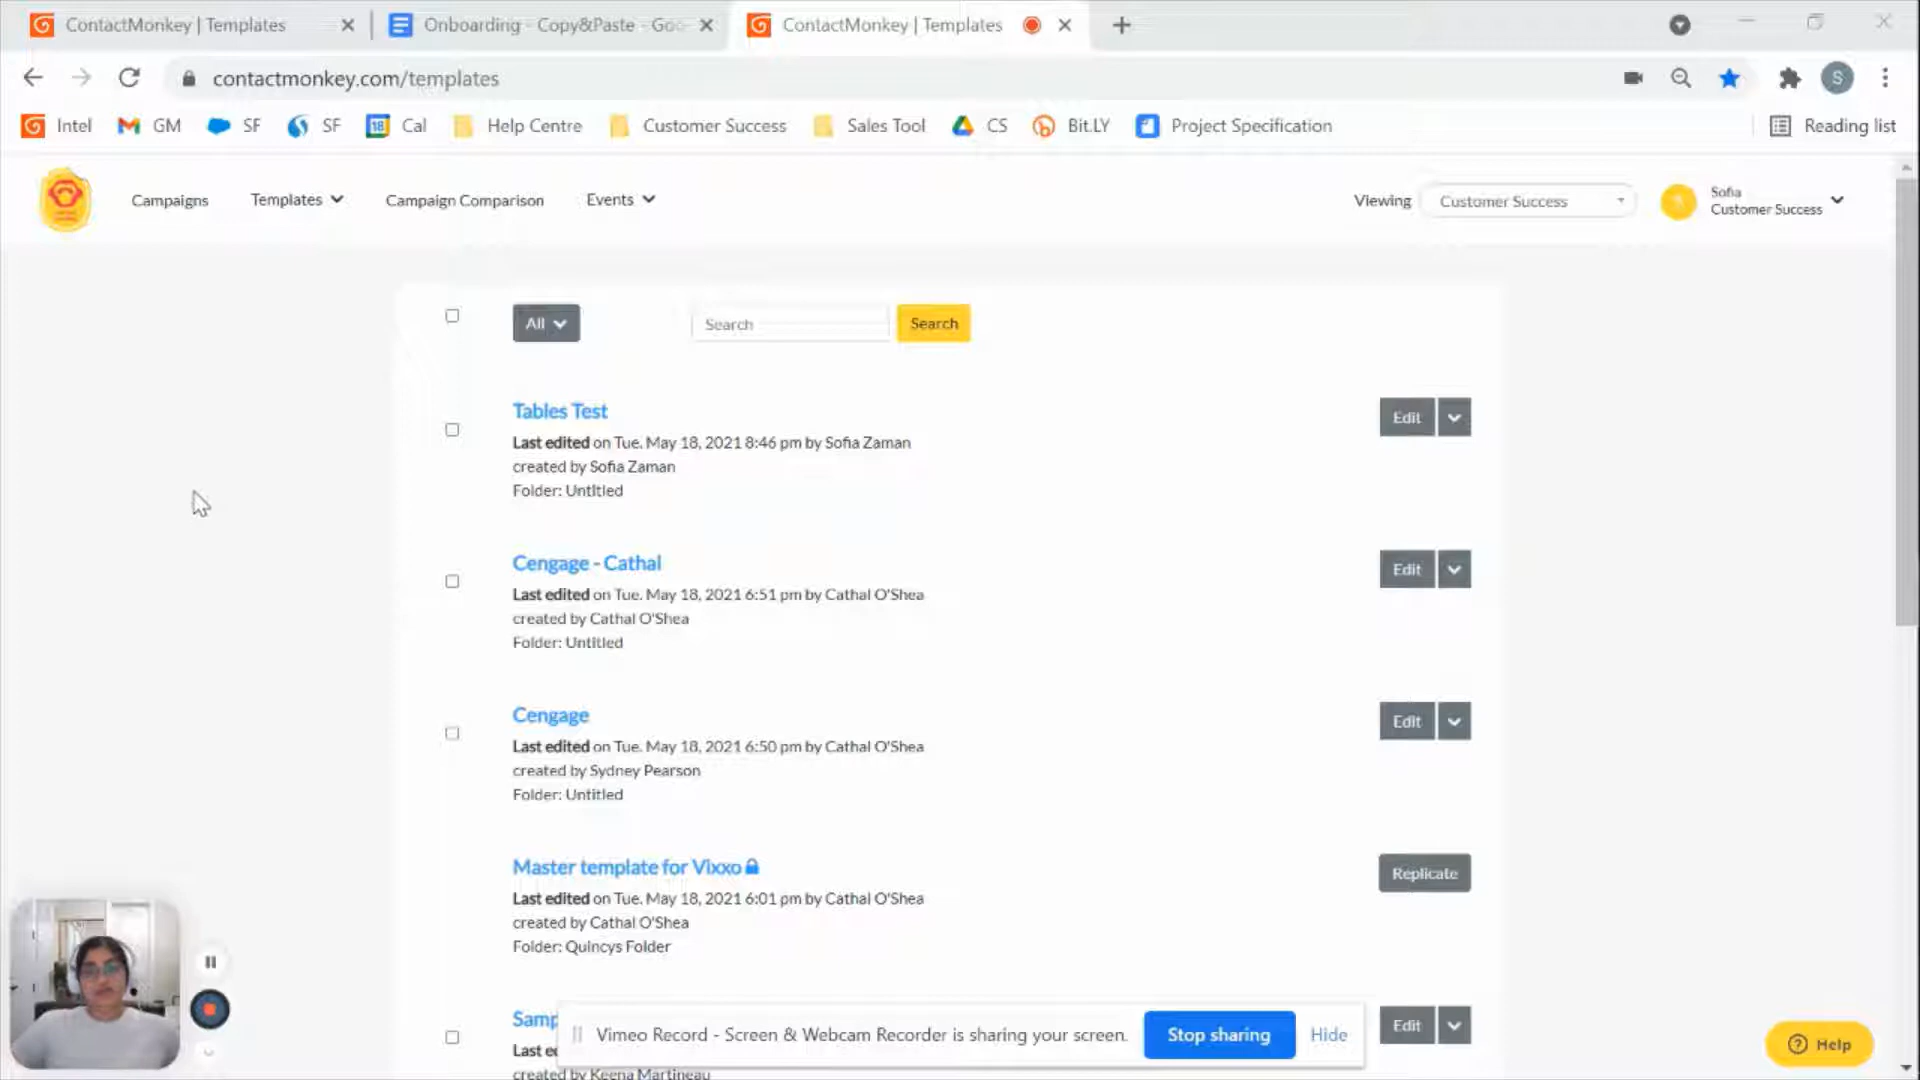 ContactMonkey | Templates
Onboarding - Copy&Paste - Goo
ContactMonkey | Templates
contactmonkey.com/templates
S
Intel
GM
SF
SF
18
Cal
Help Centre
Customer Success
Sales Tool
CS
Bit.LY
Project Specification
Reading list
Campaigns
Templates
Campaign Comparison
Events
Viewing
Customer Success
Sofia
Customer Success
All
Search
Search
Tables Test
Last edited on Tue. May 18, 2021 8:46 pm by Sofia Zaman
created by Sofia Zaman
Folder: Untitled
Edit
Cengage - Cathal
Last edited on Tue. May 18, 2021 6:51 pm by Cathal O'Shea
created by Cathal O'Shea
Folder: Untitled
Edit
Cengage
Last edited on Tue. May 18, 2021 6:50 pm by Cathal O'Shea
created by Sydney Pearson
Folder: Untitled
Edit
Master template for Vixxo
Last edited on Tue. May 18, 2021 6:01 pm by Cathal O'Shea
created by Cathal O'Shea
Folder: Quincys Folder
Replicate
Samp
Last e
created by Keena Martineau
Edit
Vimeo Record - Screen & Webcam Recorder is sharing your screen.
Stop sharing
Hide
Help